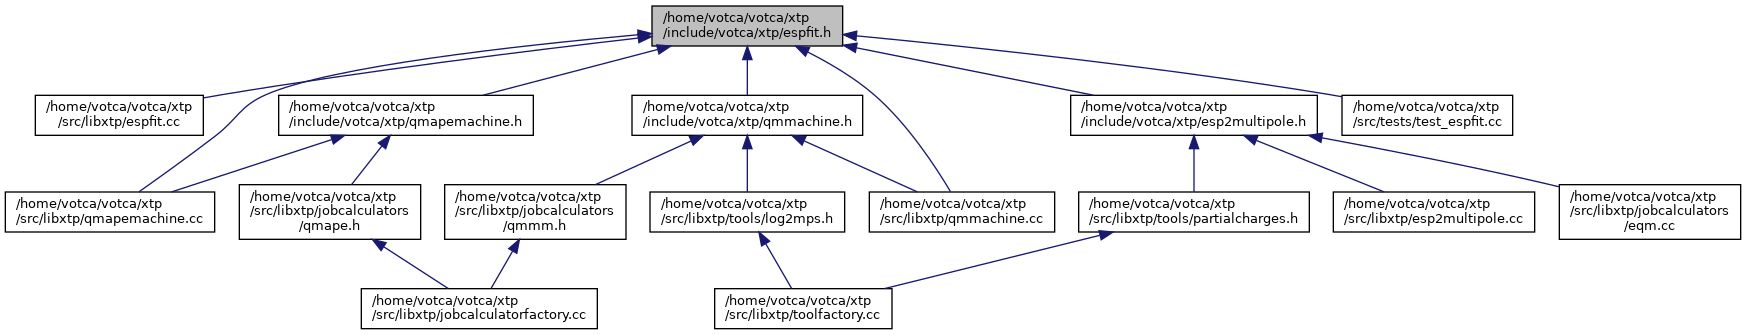 /home/votca/votca/xtp
/include/votca/xtp/espfit.h
/home/votca/votca/xtp
/src/libxtp/espfit.cc
/home/votca/votca/xtp
/include/votca/xtp/qmapemachine.h
/home/votca/votca/xtp
/include/votca/xtp/qmmachine.h
/home/votca/votca/xtp
/include/votca/xtp/esp2multipole.h
/home/votca/votca/xtp
/src/tests/test_espfit.cc
/home/votca/votca/xtp
/src/libxtp/qmapemachine.cc
/home/votca/votca/xtp
/src/libxtp/jobcalculators
/qmape.h
/home/votca/votca/xtp
/src/libxtp/jobcalculators
/qmmm.h
/home/votca/votca/xtp
/src/libxtp/tools/log2mps.h
/home/votca/votca/xtp
/src/libxtp/qmmachine.cc
/home/votca/votca/xtp
/src/libxtp/tools/partialcharges.h
/home/votca/votca/xtp
/src/libxtp/esp2multipole.cc
/home/votca/votca/xtp
/src/libxtp/jobcalculators
/eqm.cc
/home/votca/votca/xtp
/src/libxtp/jobcalculatorfactory.cc
/home/votca/votca/xtp
/src/libxtp/toolfactory.cc